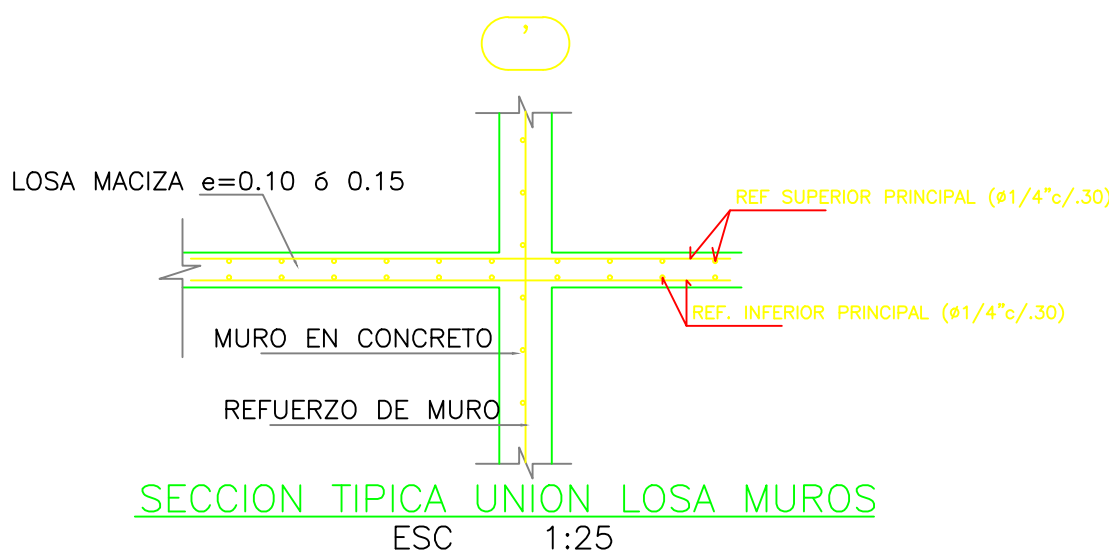 ’
LOSA MACIZA e=0.10 ó 0.15
REF SUPERIOR PRINCIPAL (ø1/4"c/.30)
REF. INFERIOR PRINCIPAL (ø1/4"c/.30)
MURO EN CONCRETO
REFUERZO DE MURO
SECCION TIPICA UNION LOSA MUROS
ESC 1:25